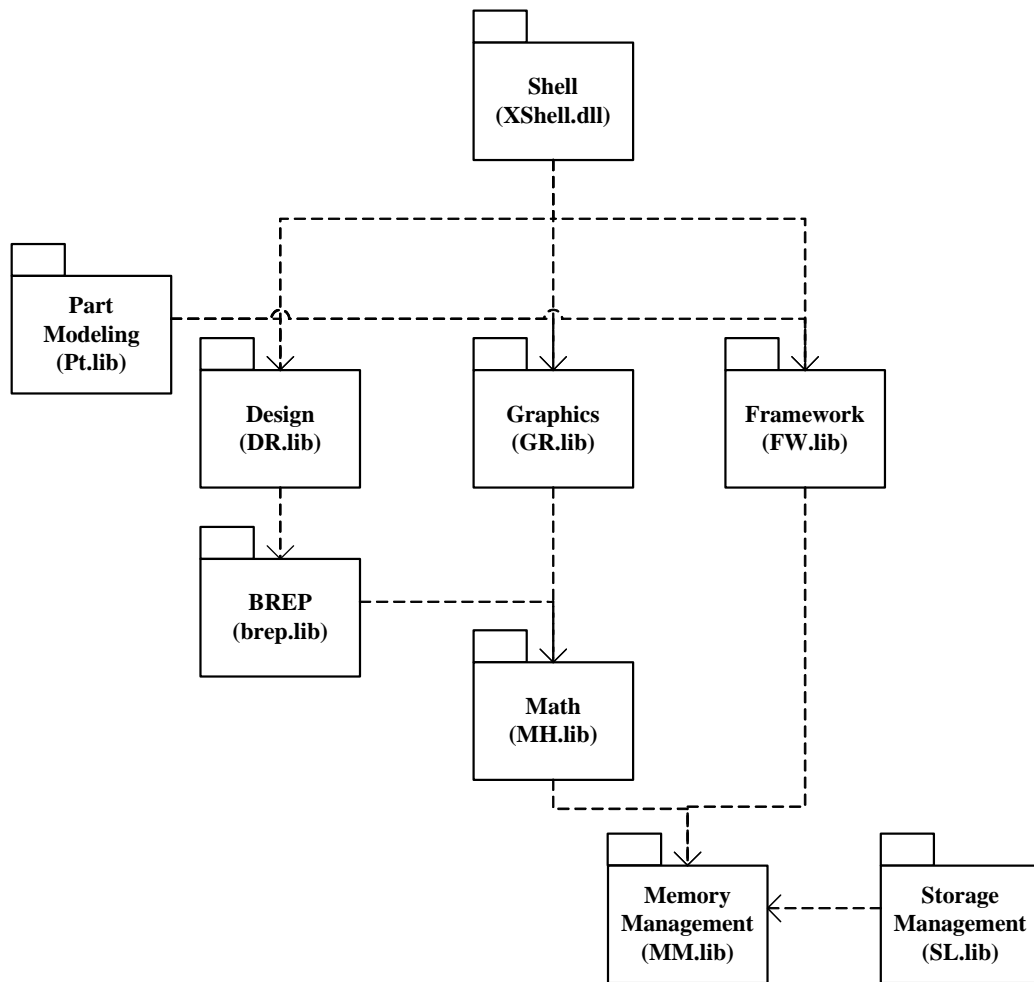 Shell
(XShell.dll)
Part
Modeling
(Pt.lib)
Design
(DR.lib)
Graphics
(GR.lib)
Framework
(FW.lib)
BREP
(brep.lib)
Math
(MH.lib)
Memory
Management
(MM.lib)
Storage
Management
(SL.lib)